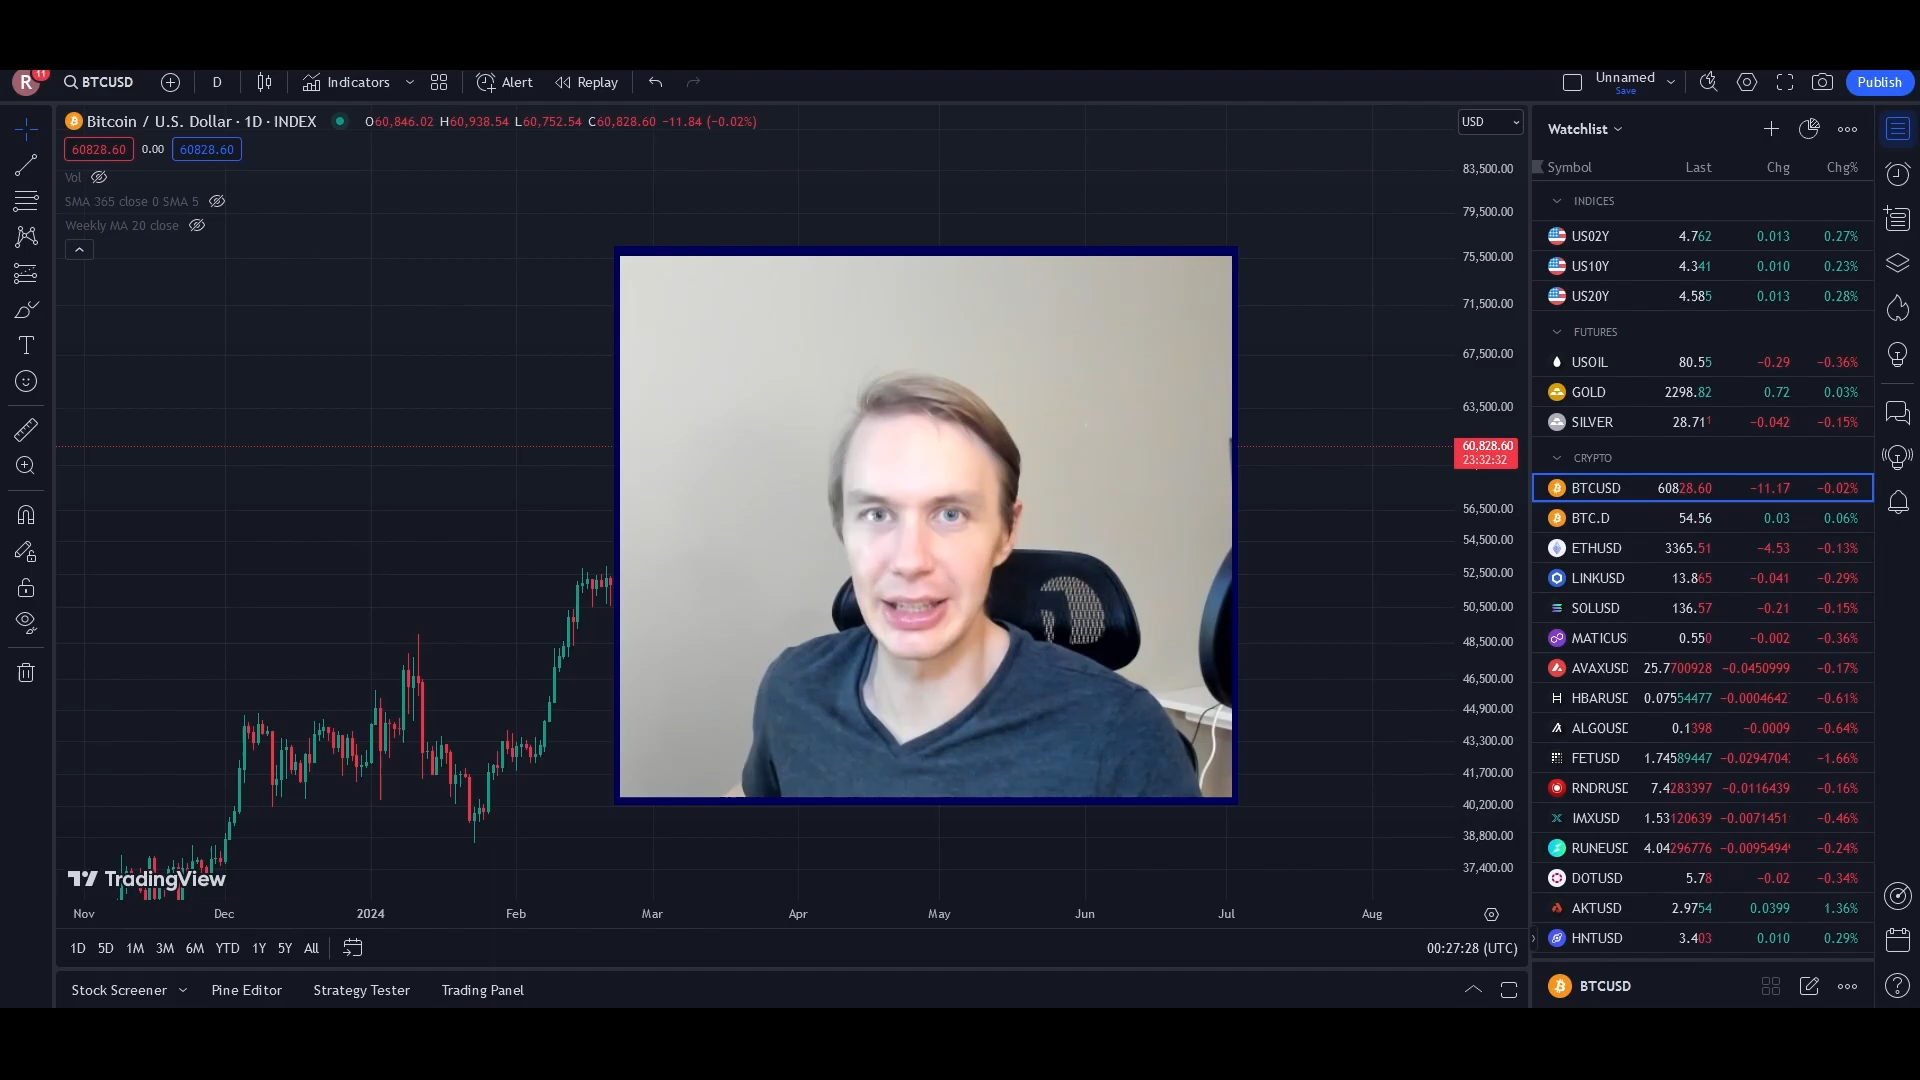 R 11 BTCUSD D Indicators Alert Replay Unnamed Save Publish
Bitcoin / U.S. Dollar · 1D · INDEX O60,846.02 H60,938.54 L60,752.54 C60,828.60 −11.84 (−0.02%) USD
60828.60 0.00 60828.60
Vol
SMA 365 close 0 SMA 5
Weekly MA 20 close
83,500.00
79,500.00
75,500.00
71,500.00
67,500.00
63,500.00
60,828.60
23:32:32
56,500.00
54,500.00
52,500.00
50,500.00
48,500.00
46,500.00
44,900.00
43,300.00
41,700.00
40,200.00
38,800.00
37,400.00
TradingView
Nov Dec 2024 Feb Mar Apr May Jun Jul Aug
1D 5D 1M 3M 6M YTD 1Y 5Y All 00:27:28 (UTC)
Stock Screener Pine Editor Strategy Tester Trading Panel
Watchlist
Symbol Last Chg Chg%
INDICES
US02Y 4.762 0.013 0.27%
US10Y 4.341 0.010 0.23%
US20Y 4.585 0.013 0.28%
FUTURES
USOIL 80.55 −0.29 −0.36%
GOLD 2298.82 0.72 0.03%
SILVER 28.711 −0.042 −0.15%
CRYPTO
BTCUSD 60828.60 −11.17 −0.02%
BTC.D 54.56 0.03 0.06%
ETHUSD 3365.51 −4.53 −0.13%
LINKUSD 13.865 −0.041 −0.29%
SOLUSD 136.57 −0.21 −0.15%
MATICUS 0.550 −0.002 −0.36%
AVAXUSD 25.7700928 −0.0450999 −0.17%
HBARUSD 0.07554477 −0.0004642 −0.61%
ALGOUSD 0.1398 −0.0009 −0.64%
FETUSD 1.74589447 −0.0294704 −1.66%
RNDRUSD 7.4283397 −0.0116439 −0.16%
IMXUSD 1.53120639 −0.0071451 −0.46%
RUNEUSD 4.04296776 −0.0095494 −0.24%
DOTUSD 5.78 −0.02 −0.34%
AKTUSD 2.9754 0.0399 1.36%
HNTUSD 3.403 0.010 0.29%
BTCUSD